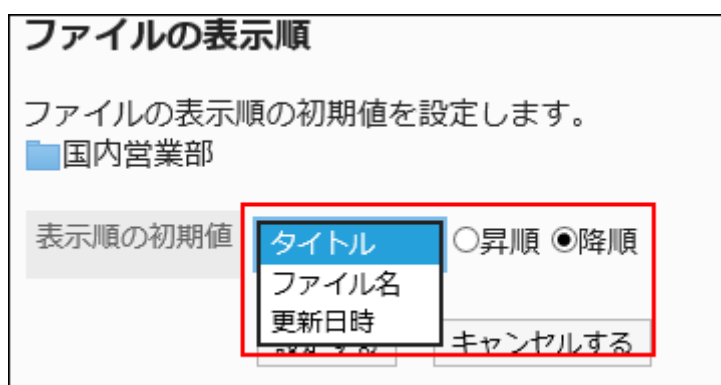 ファイルの表示順
ファイルの表示順の初期値を設定します。
国内営業部
表示順の初期値 タイトル 昇順 降順
ファイル名
更新日時
キャンセルする